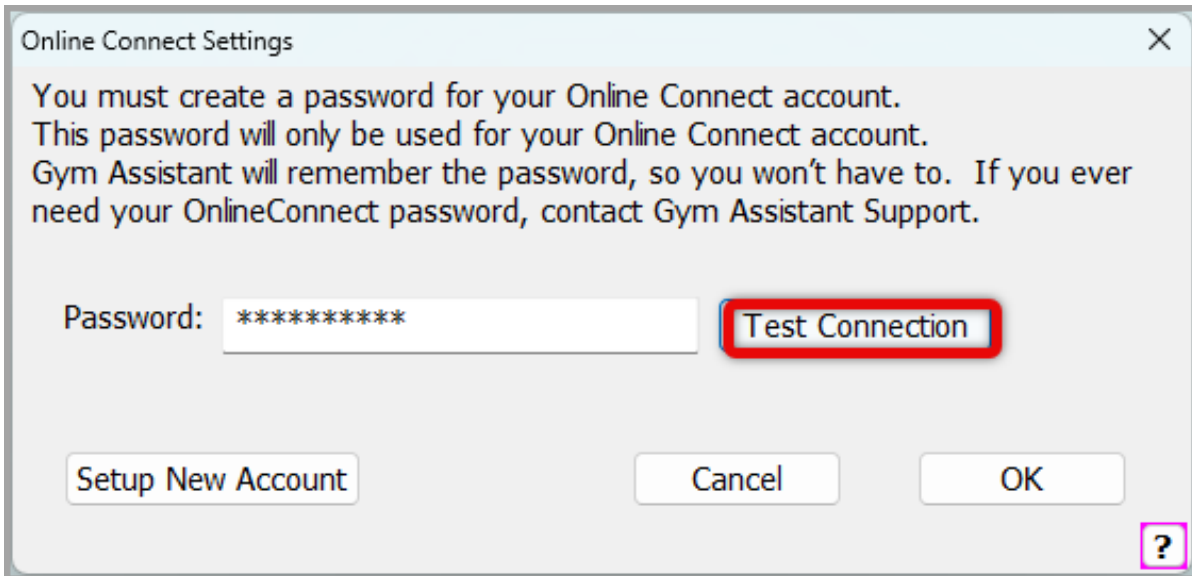 Online Connect Settings
You must create a password for your Online Connect account.
This password will only be used for your Online Connect account.
Gym Assistant will remember the password, so you won't have to.  If you ever
need your OnlineConnect password, contact Gym Assistant Support.
Password: ********** Test Connection
Setup New Account Cancel OK
?